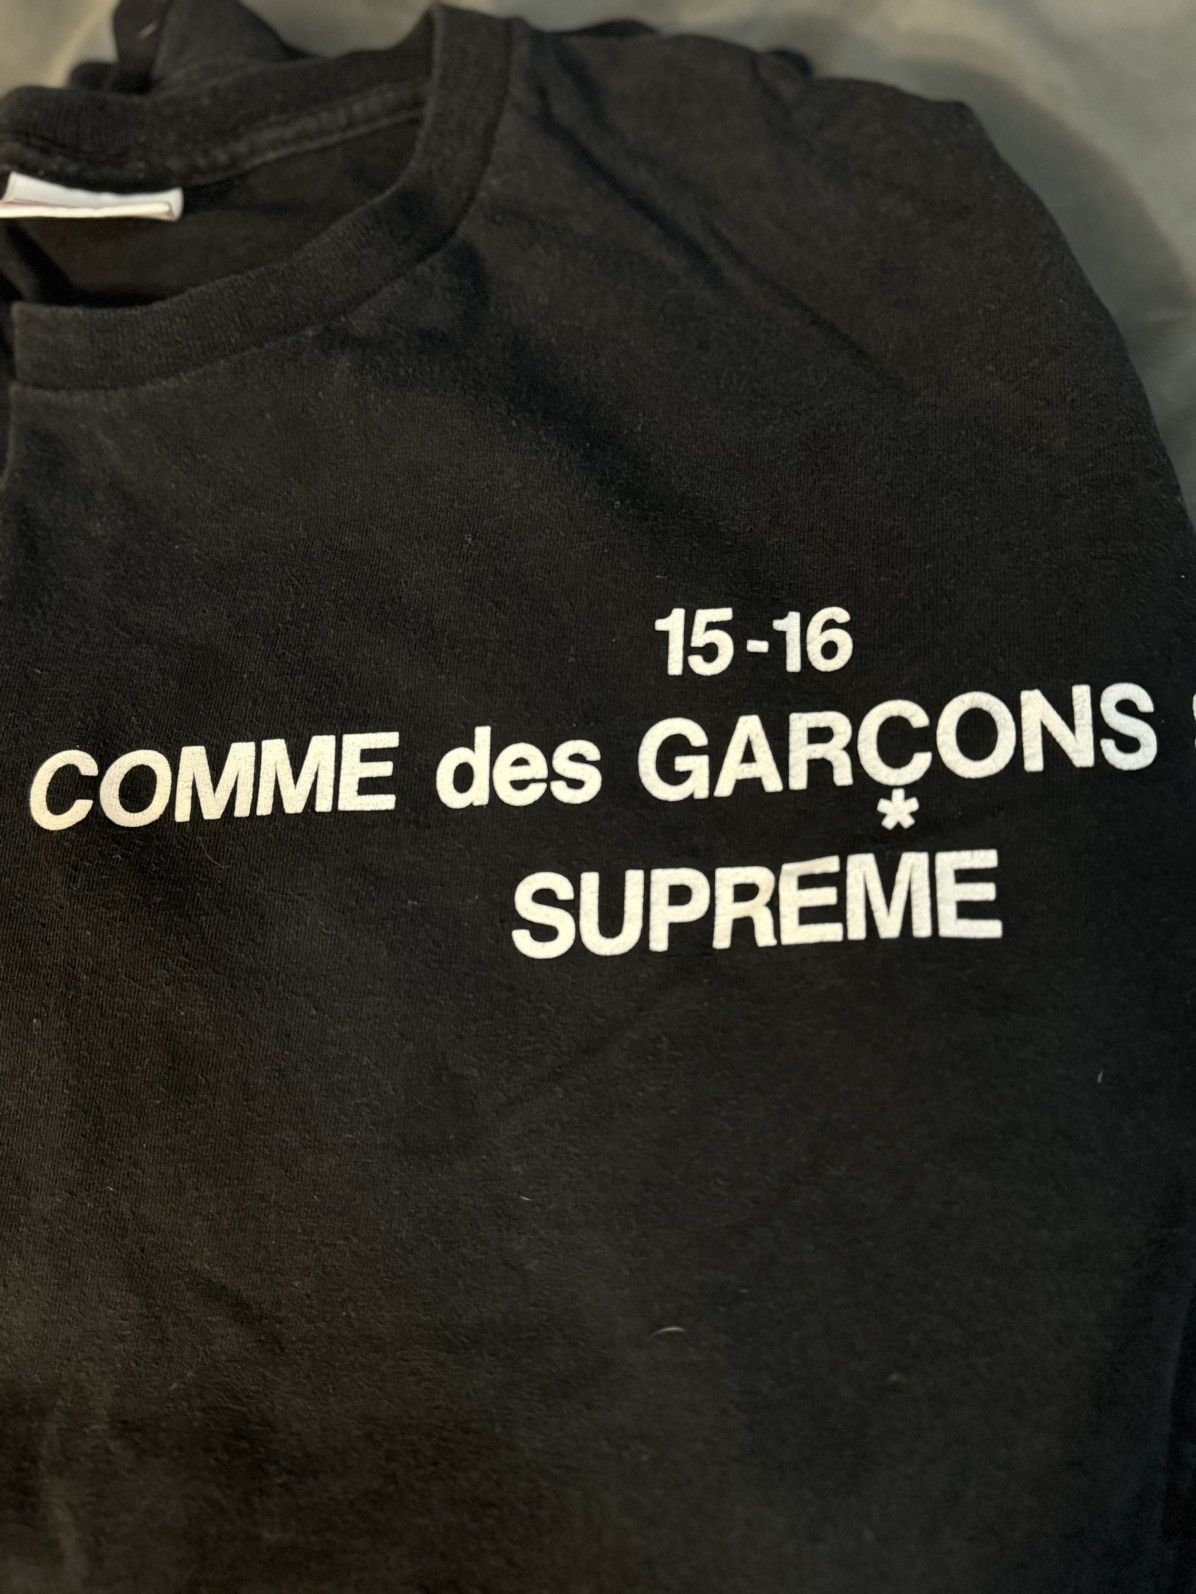 15-16
COMME des GARÇONS
*
SUPREME